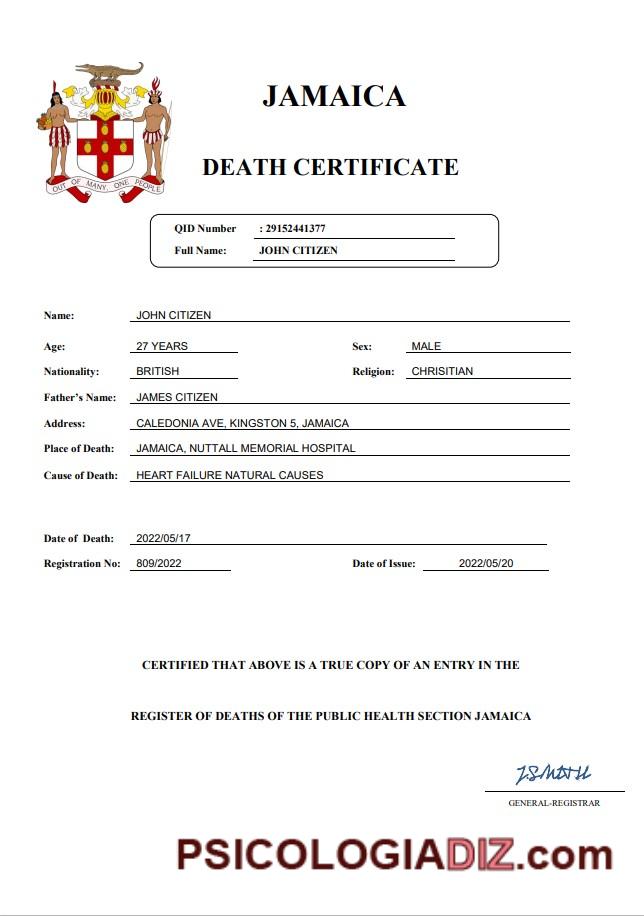 JAMAICA
DEATH CERTIFICATE
OUT OF MANY, ONE PEOPLE
QID Number : 29152441377
Full Name: JOHN CITIZEN
Name: JOHN CITIZEN
Age: 27 YEARS Sex: MALE
Nationality: BRITISH Religion: CHRISITIAN
Father's Name: JAMES CITIZEN
Address: CALEDONIA AVE, KINGSTON 5, JAMAICA
Place of Death: JAMAICA, NUTTALL MEMORIAL HOSPITAL
Cause of Death: HEART FAILURE NATURAL CAUSES
Date of Death: 2022/05/17
Registration No: 809/2022 Date of Issue: 2022/05/20
CERTIFIED THAT ABOVE IS A TRUE COPY OF AN ENTRY IN THE
REGISTER OF DEATHS OF THE PUBLIC HEALTH SECTION JAMAICA
GENERAL-REGISTRAR
PSICOLOGIADIZ.com